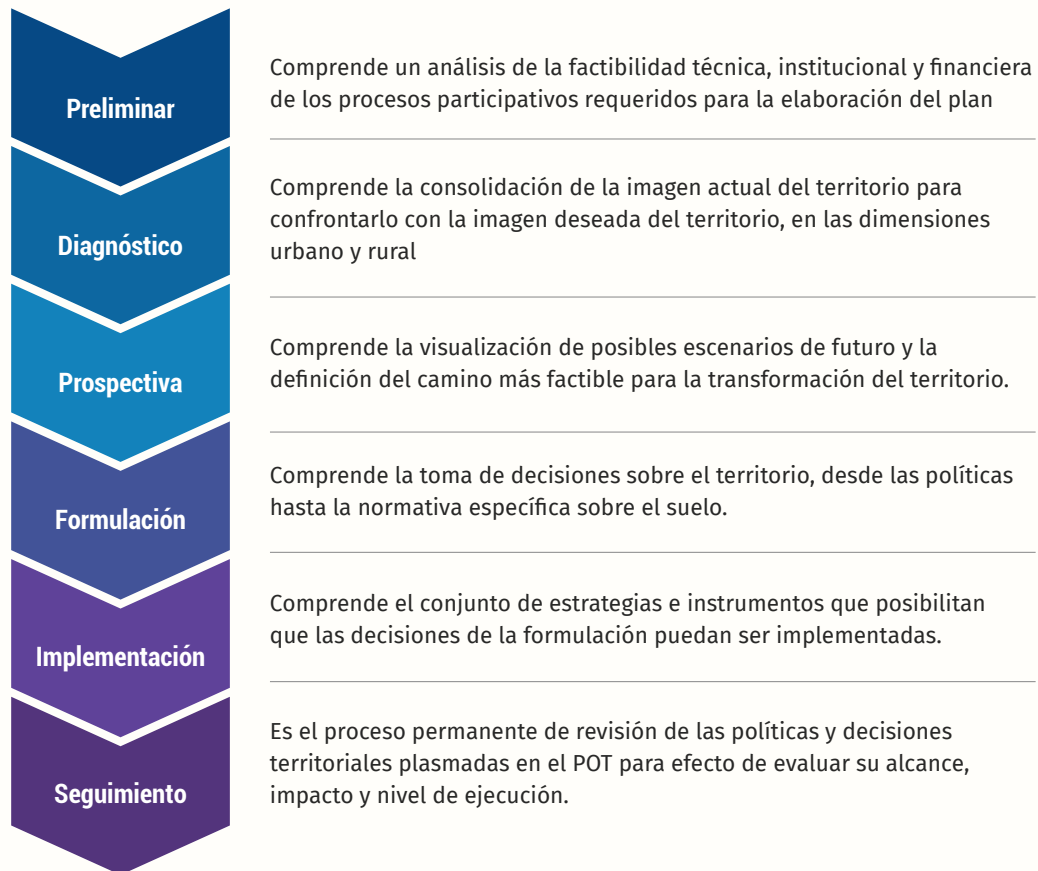 Preliminar
Comprende un análisis de la factibilidad técnica, institucional y financiera
de los procesos participativos requeridos para la elaboración del plan
Diagnóstico
Comprende la consolidación de la imagen actual del territorio para
confrontarlo con la imagen deseada del territorio, en las dimensiones
urbano y rural
Prospectiva
Comprende la visualización de posibles escenarios de futuro y la
definición del camino más factible para la transformación del territorio.
Formulación
Comprende la toma de decisiones sobre el territorio, desde las políticas
hasta la normativa específica sobre el suelo.
Implementación
Comprende el conjunto de estrategias e instrumentos que posibilitan
que las decisiones de la formulación puedan ser implementadas.
Seguimiento
Es el proceso permanente de revisión de las políticas y decisiones
territoriales plasmadas en el POT para efecto de evaluar su alcance,
impacto y nivel de ejecución.